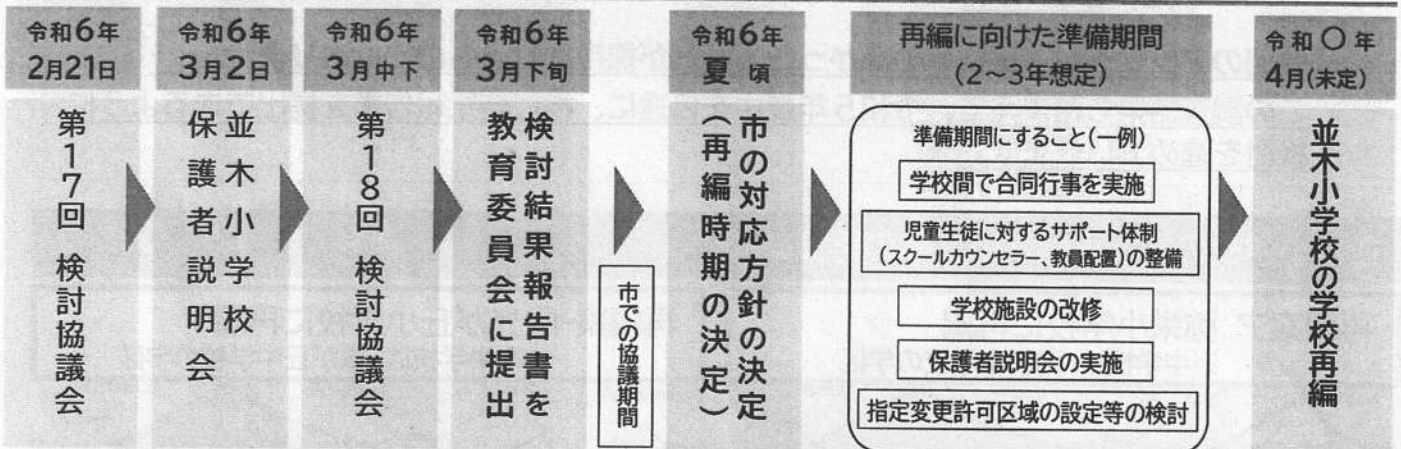 令和6年
2月21日
第17回 検討協議会
令和6年
3月2日
並木小学校
保護者説明会
令和6年
3月中下
第18回 検討協議会
令和6年
3月下旬
検討結果報告書を
教育委員会に提出
市での協議期間
令和6年
夏 頃
市の対応方針の決定
(再編時期の決定)
再編に向けた準備期間
(2~3年想定)
準備期間にすること(一例)
学校間で合同行事を実施
児童生徒に対するサポート体制
(スクールカウンセラー、教員配置)の整備
学校施設の改修
保護者説明会の実施
指定変更許可区域の設定等の検討
令和〇年
4月(未定)
並木小学校の学校再編